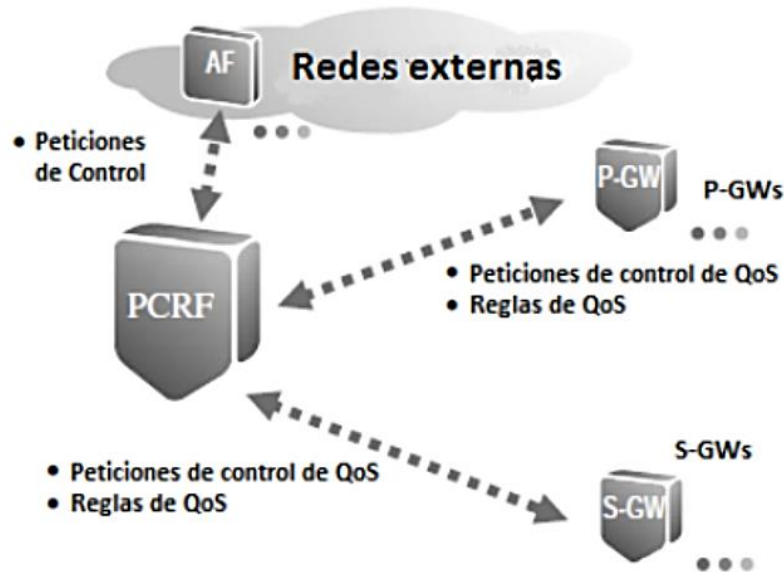 AF
Redes externas
• Peticiones
de Control
P-GW
P-GWs
• Peticiones de control de QoS
• Reglas de QoS
PCRF
• Peticiones de control de QoS
• Reglas de QoS
S-GWs
S-GW